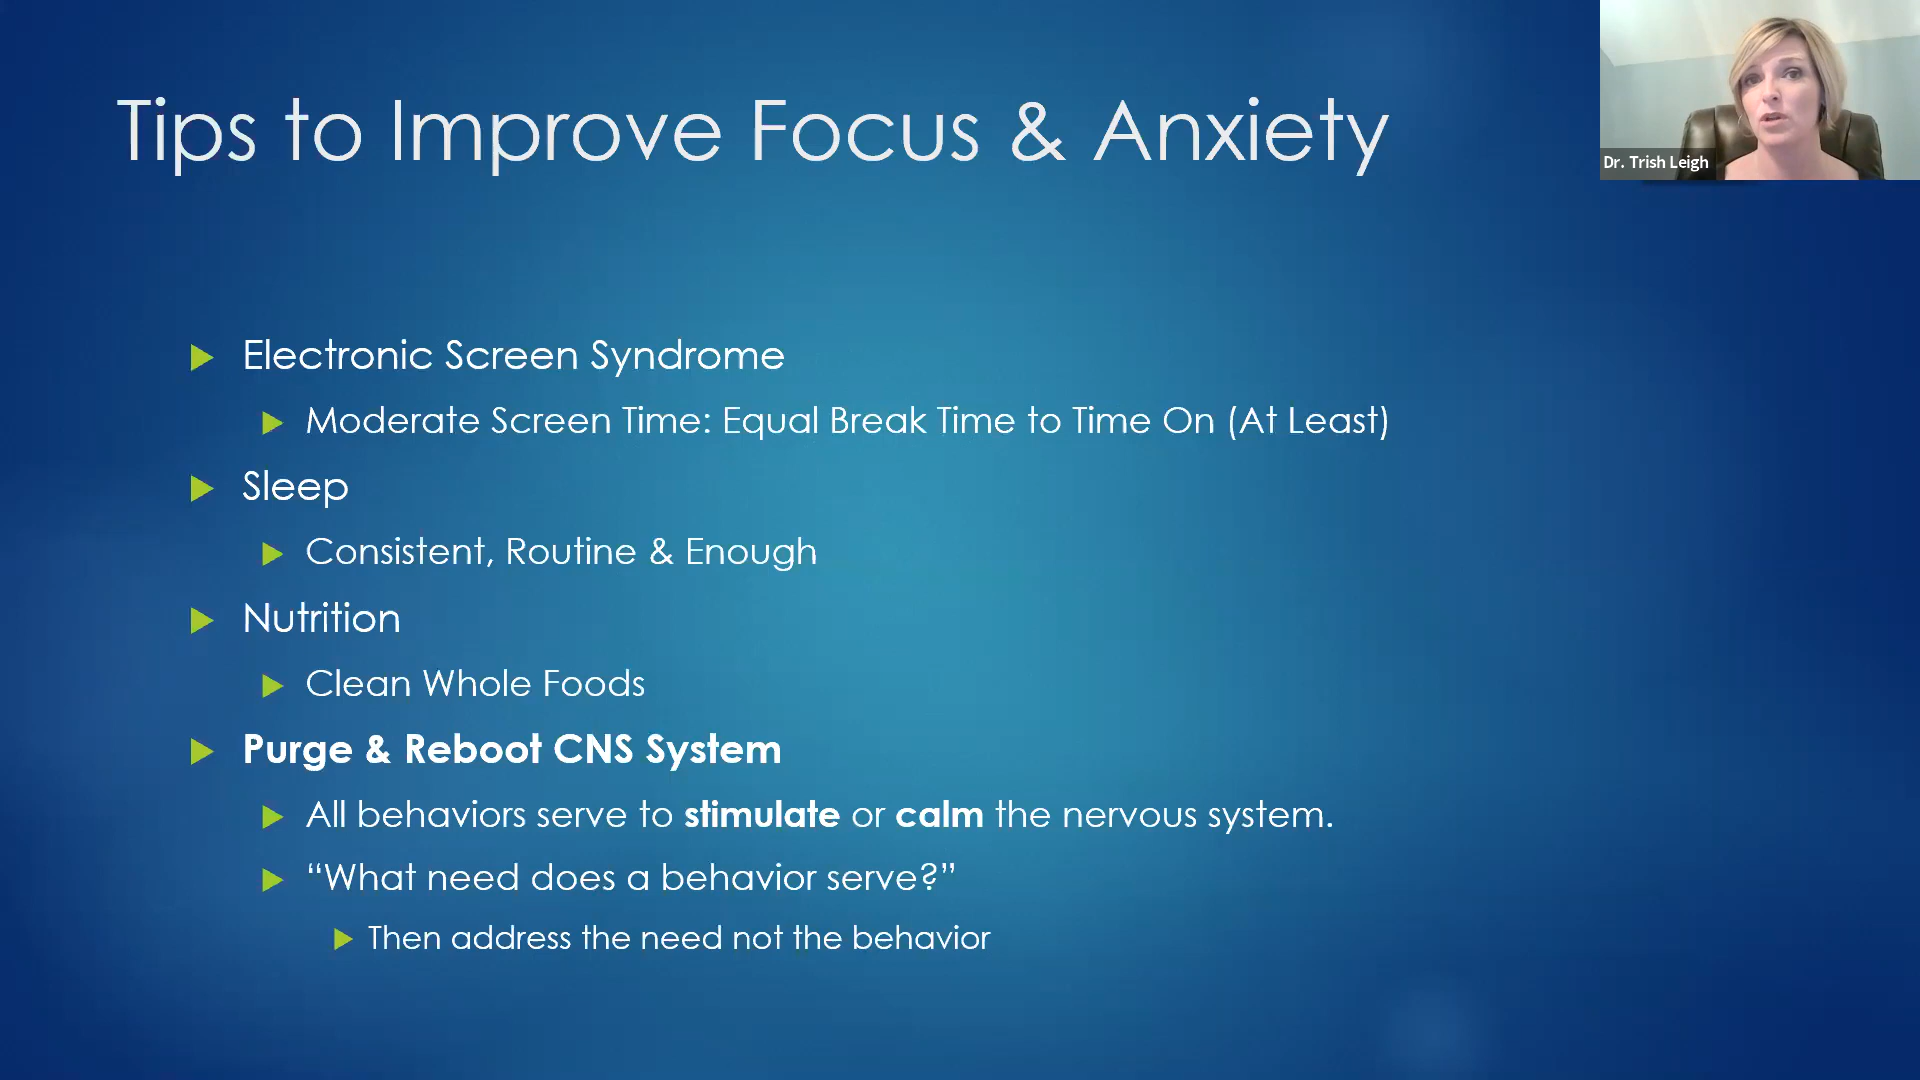 Tips to Improve Focus & Anxiety
Dr. Trish Leigh
Electronic Screen Syndrome
Moderate Screen Time: Equal Break Time to Time On (At Least)
Sleep
Consistent, Routine & Enough
Nutrition
Clean Whole Foods
Purge & Reboot CNS System
All behaviors serve to stimulate or calm the nervous system.
“What need does a behavior serve?”
Then address the need not the behavior